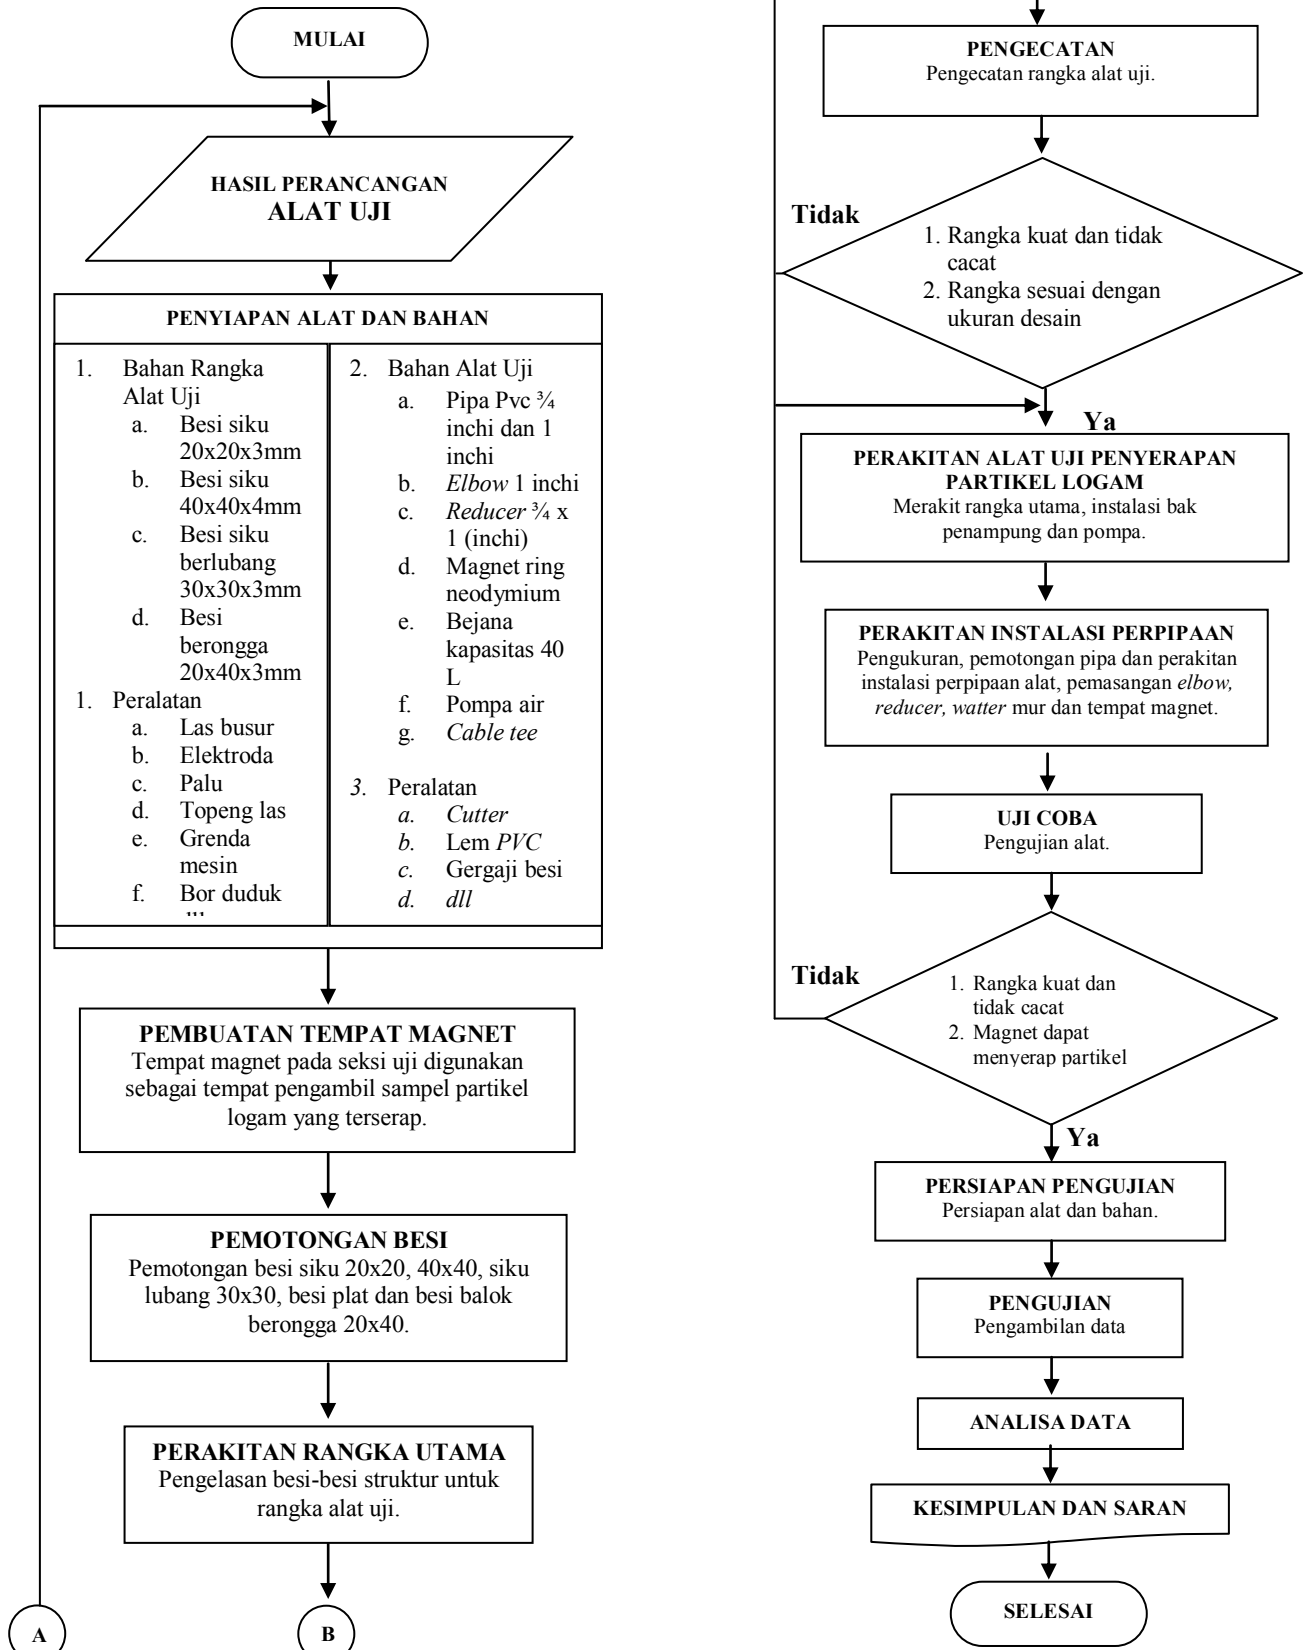 MULAI
HASIL PERANCANGAN
ALAT UJI
PENYIAPAN ALAT DAN BAHAN
1. Bahan Rangka
Alat Uji
a. Besi siku
20x20x3mm
b. Besi siku
40x40x4mm
c. Besi siku
berlubang
30x30x3mm
d. Besi
berongga
20x40x3mm
1. Peralatan
a. Las busur
b. Elektroda
c. Palu
d. Topeng las
e. Grenda
mesin
f. Bor duduk
2. Bahan Alat Uji
a. Pipa Pvc ¾
inchi dan 1
inchi
b. Elbow 1 inchi
c. Reducer ¾ x
1 (inchi)
d. Magnet ring
neodymium
e. Bejana
kapasitas 40
L
f. Pompa air
g. Cable tee
3. Peralatan
a. Cutter
b. Lem PVC
c. Gergaji besi
d. dll
PEMBUATAN TEMPAT MAGNET
Tempat magnet pada seksi uji digunakan
sebagai tempat pengambil sampel partikel
logam yang terserap.
PEMOTONGAN BESI
Pemotongan besi siku 20x20, 40x40, siku
lubang 30x30, besi plat dan besi balok
berongga 20x40.
PERAKITAN RANGKA UTAMA
Pengelasan besi-besi struktur untuk
rangka alat uji.
A
B
PENGECATAN
Pengecatan rangka alat uji.
Tidak
1. Rangka kuat dan tidak
cacat
2. Rangka sesuai dengan
ukuran desain
Ya
PERAKITAN ALAT UJI PENYERAPAN
PARTIKEL LOGAM
Merakit rangka utama, instalasi bak
penampung dan pompa.
PERAKITAN INSTALASI PERPIPAAN
Pengukuran, pemotongan pipa dan perakitan
instalasi perpipaan alat, pemasangan elbow,
reducer, watter mur dan tempat magnet.
UJI COBA
Pengujian alat.
Tidak
1. Rangka kuat dan
tidak cacat
2. Magnet dapat
menyerap partikel
Ya
PERSIAPAN PENGUJIAN
Persiapan alat dan bahan.
PENGUJIAN
Pengambilan data
ANALISA DATA
KESIMPULAN DAN SARAN
SELESAI